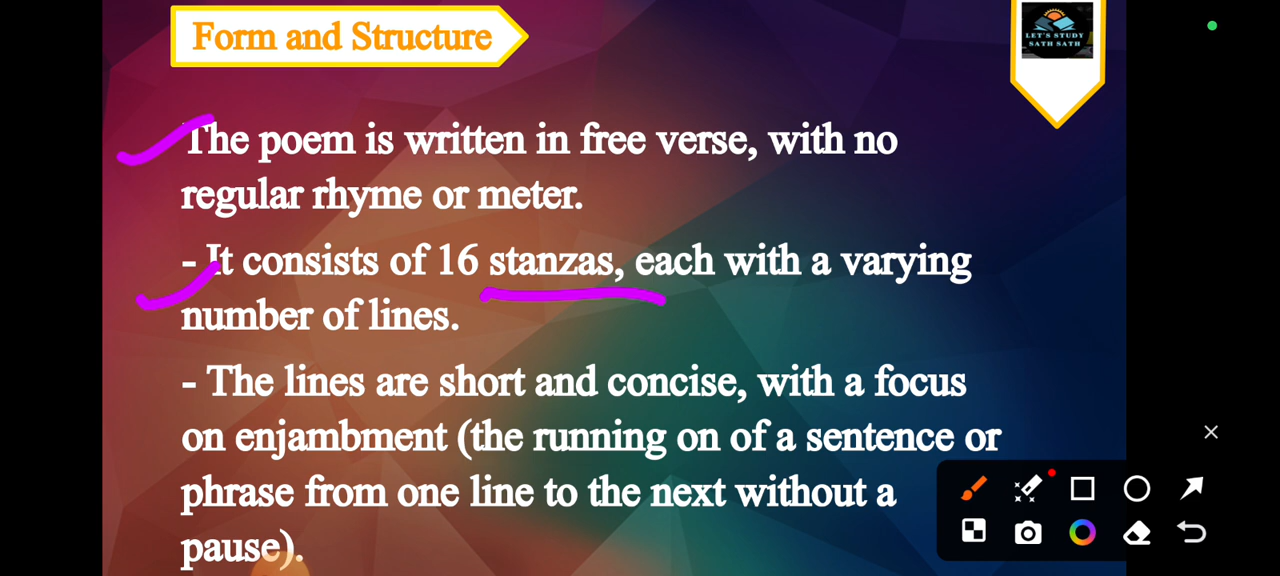 Form and Structure
LET'S STUDY
SATH SATH
The poem is written in free verse, with no
regular rhyme or meter.
- It consists of 16 stanzas, each with a varying
number of lines.
- The lines are short and concise, with a focus
on enjambment (the running on of a sentence or
phrase from one line to the next without a
pause).